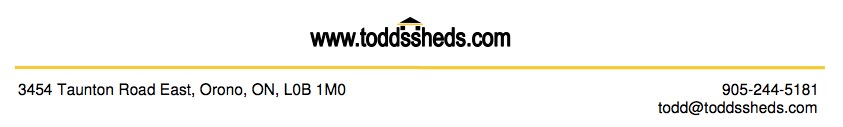 www.toddssheds.com
3454 Taunton Road East, Orono, ON, L0B 1M0
905-244-5181
todd@toddssheds.com